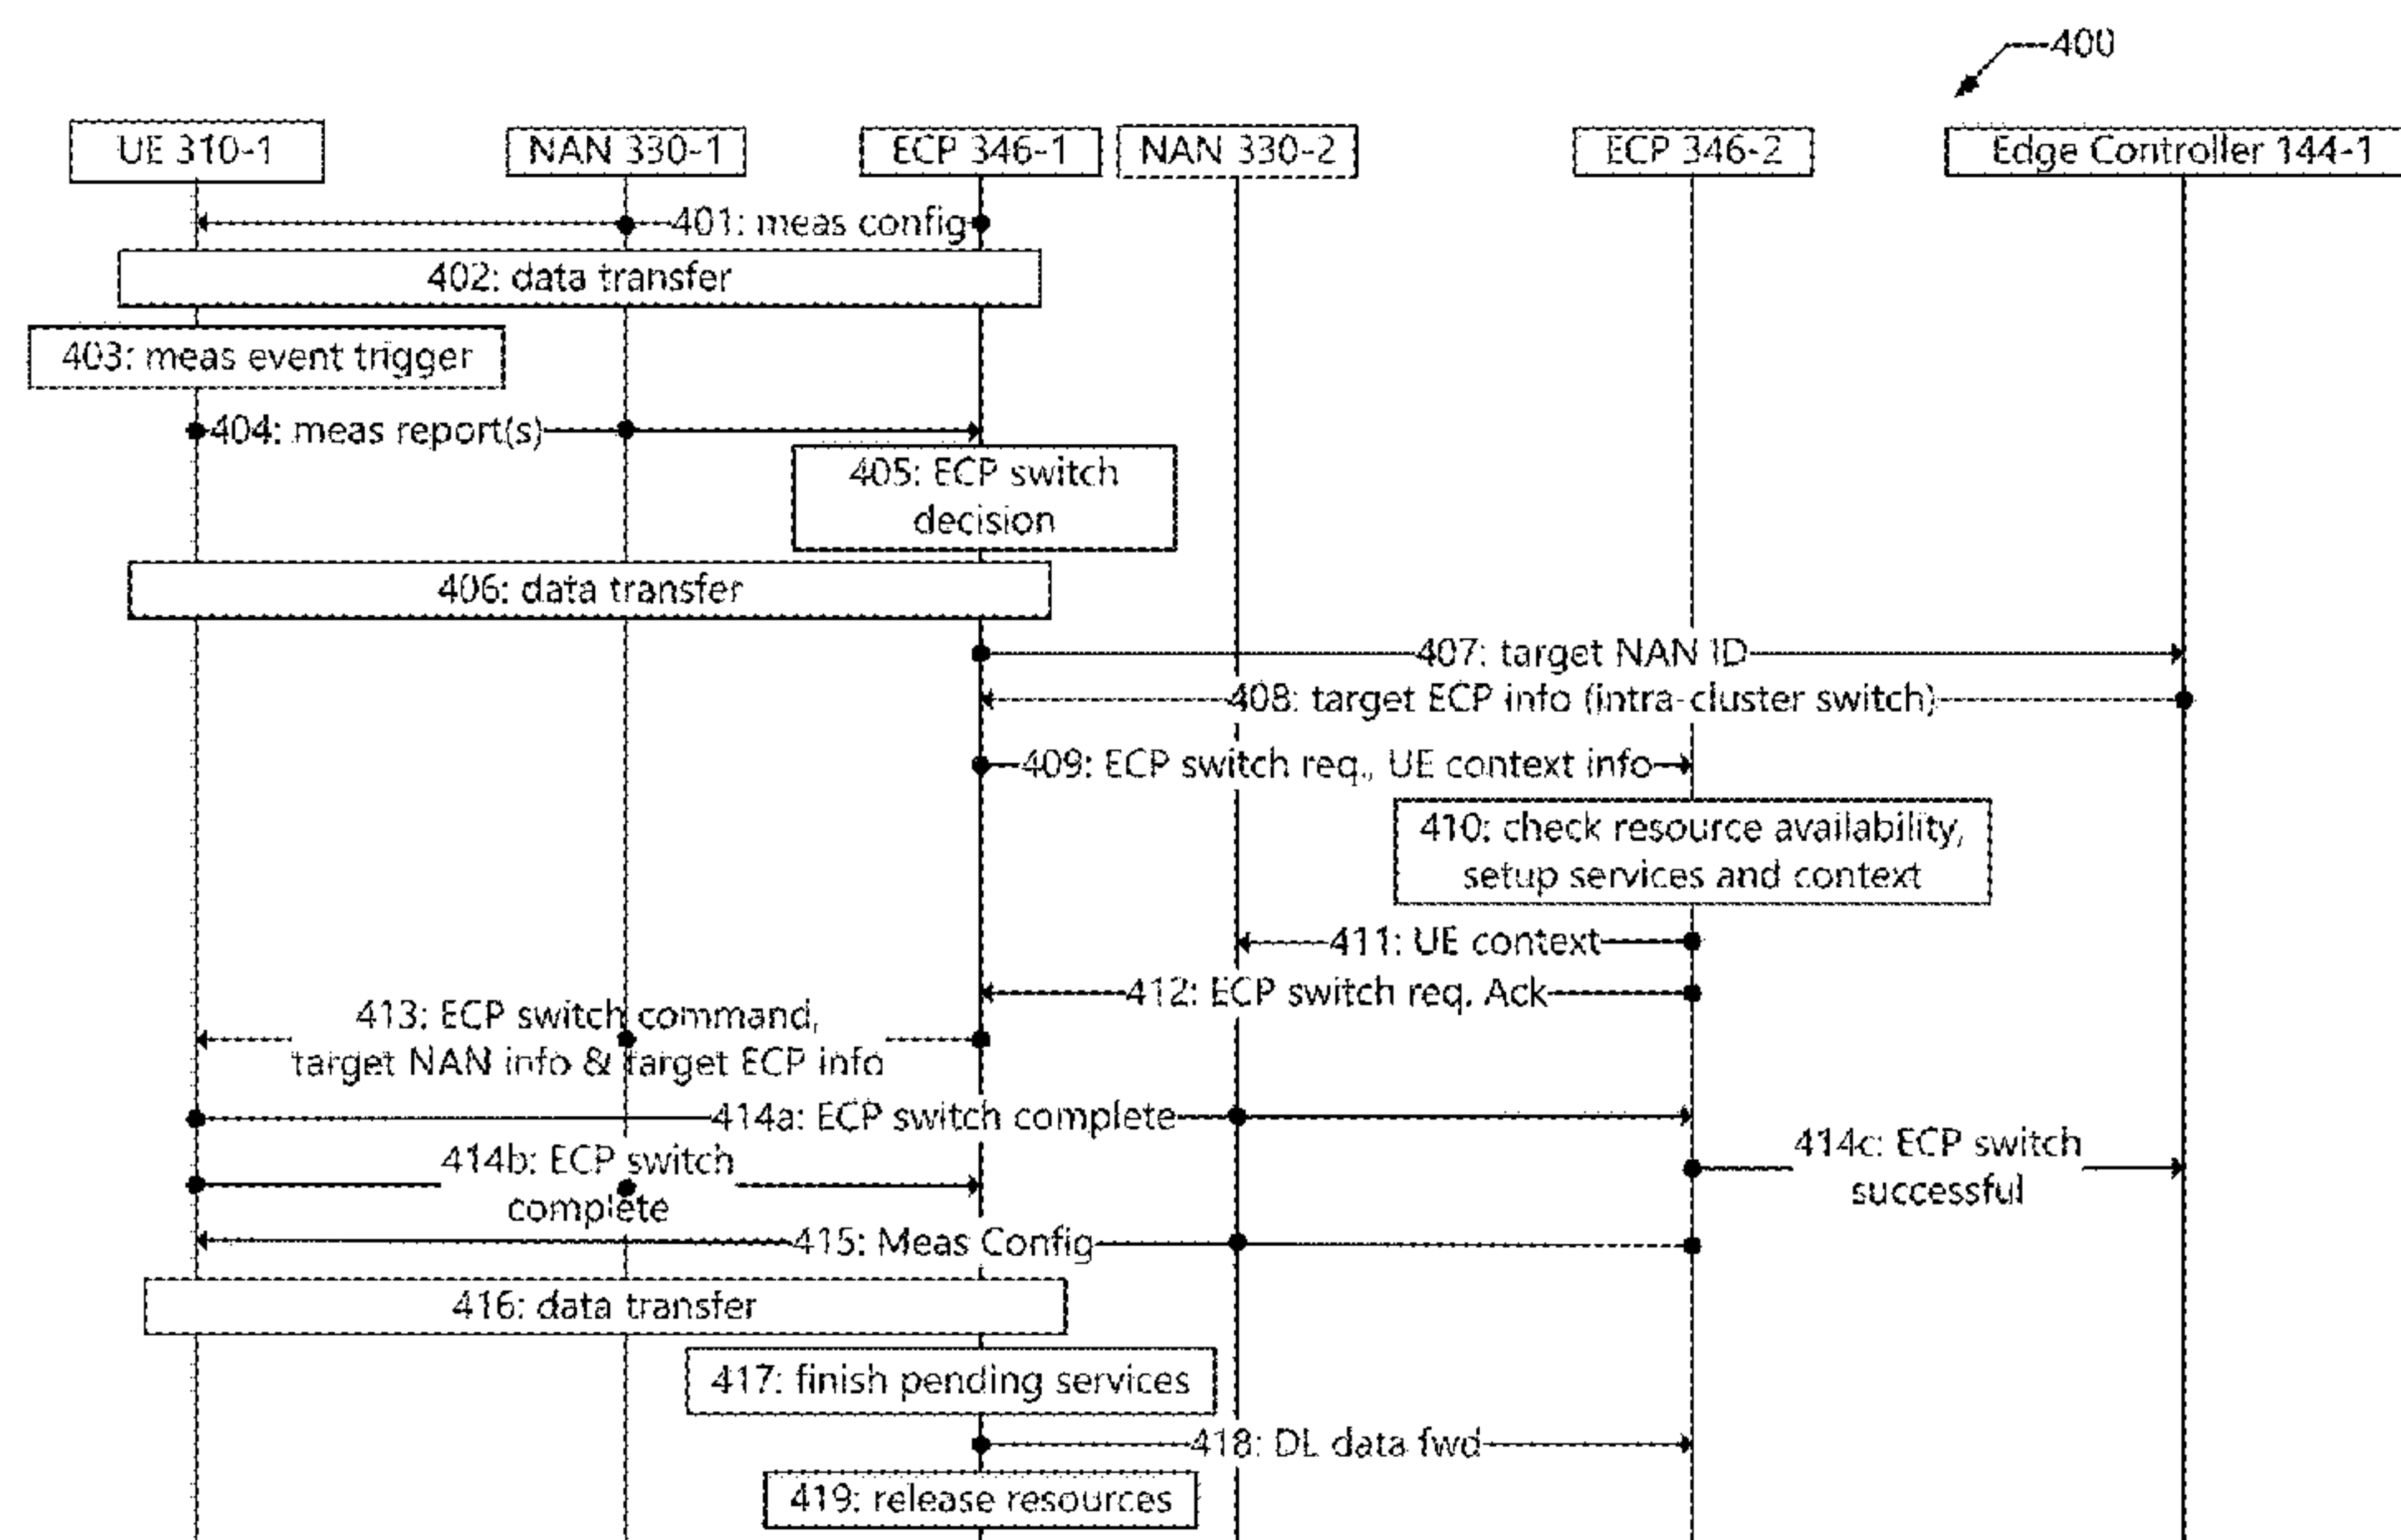 400
UE 310-1
NAN 330-1
ECP 346-1
NAN 330-2
ECP 346-2
Edge Controller 144-1
401: meas config
402: data transfer
403: meas event trigger
404: meas report(s)
405: ECP switch
decision
406: data transfer
407: target NAN ID
408: target ECP info (intra-cluster switch)
409: ECP switch req., UE context info
410: check resource availability,
setup services and context
411: UE context
412: ECP switch req. Ack
413: ECP switch command,
target NAN info & target ECP info
414a: ECP switch complete
414b: ECP switch
complete
414c: ECP switch
successful
415: Meas Config
416: data transfer
417: finish pending services
418: DL data fwd
419: release resources